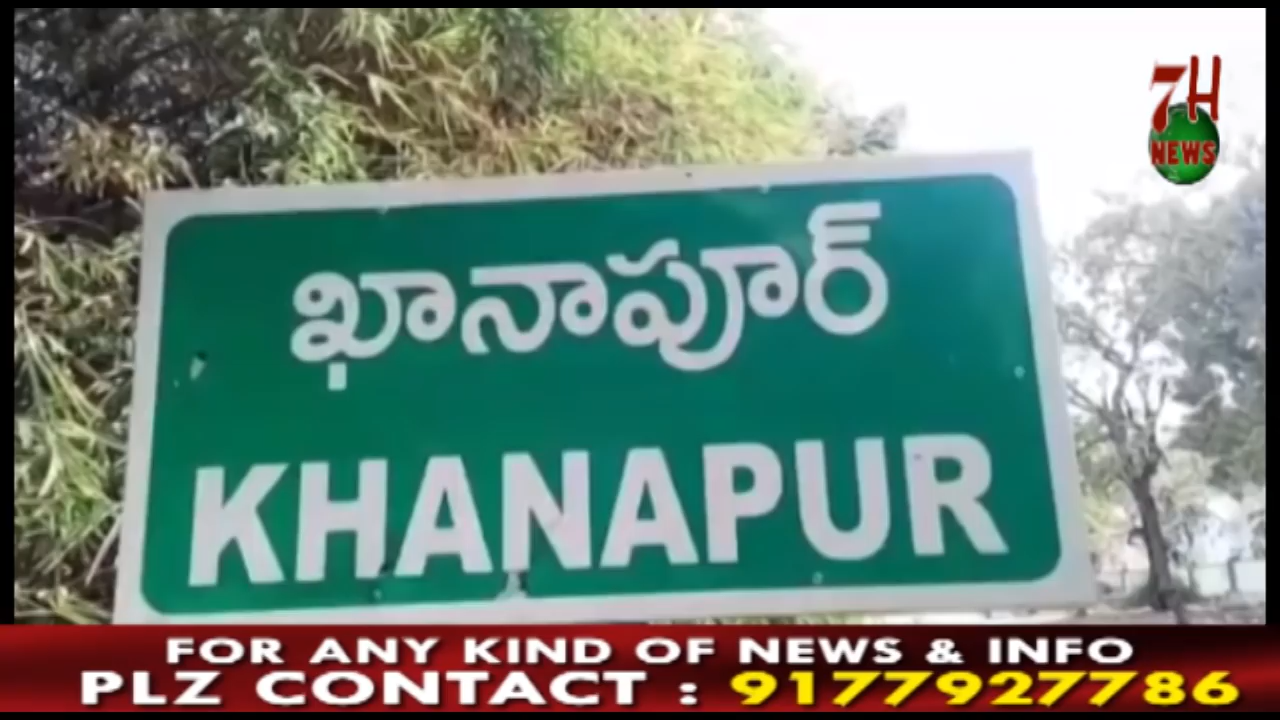 7H
NEWS
ఖానాపూర్
KHANAPUR
FOR ANY KIND OF NEWS & INFO
PLZ CONTACT : 9177927786